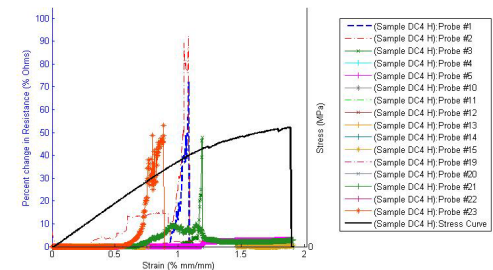 100
90
80
70
60
50
40
30
20
10
0
Percent change in Resistance (% Ohms)
0
0.5
1
1.5
2
Strain (% mm/mm)
0
Stress (MPa)
(Sample DC4 H):Probe #1
(Sample DC4 H):Probe #2
(Sample DC4 H):Probe #3
(Sample DC4 H):Probe #4
(Sample DC4 H):Probe #5
(Sample DC4 H):Probe #10
(Sample DC4 H):Probe #11
(Sample DC4 H):Probe #12
(Sample DC4 H):Probe #13
(Sample DC4 H):Probe #14
(Sample DC4 H):Probe #15
(Sample DC4 H):Probe #19
(Sample DC4 H):Probe #20
(Sample DC4 H):Probe #21
(Sample DC4 H):Probe #22
(Sample DC4 H):Probe #23
(Sample DC4 H):Stress Curve